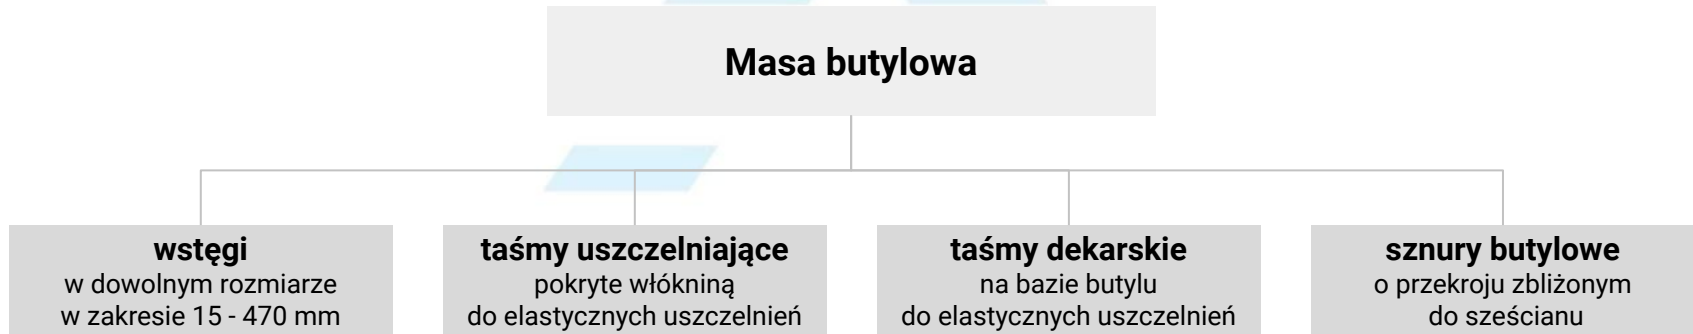 Masa butylowa
wstęgi
w dowolnym rozmiarze
w zakresie 15 - 470 mm
taśmy uszczelniające
pokryte włókniną
do elastycznych uszczelnień
taśmy dekarskie
na bazie butylu
do elastycznych uszczelnień
sznury butylowe
o przekroju zbliżonym
do sześcianu